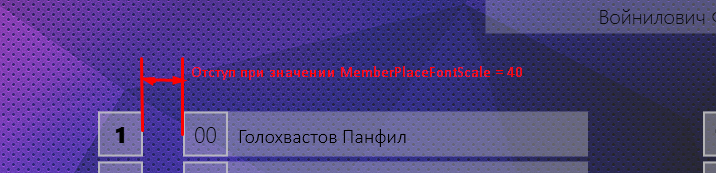 Войнилович
Отступ при значении MemberPlaceFontScale = 40
1 00 Голохвастов Панфил